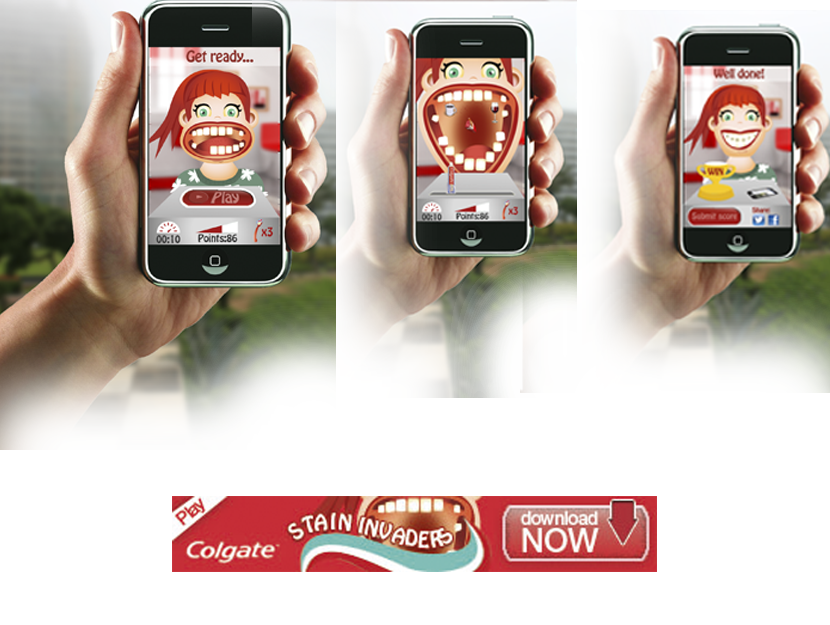 Get ready...
Play
00:10
Points:86
x3
00:10
Points:86
x3
Well done!
WIN
Submit score
Share:
Play
Colgate
STAIN INVADERS
download
NOW